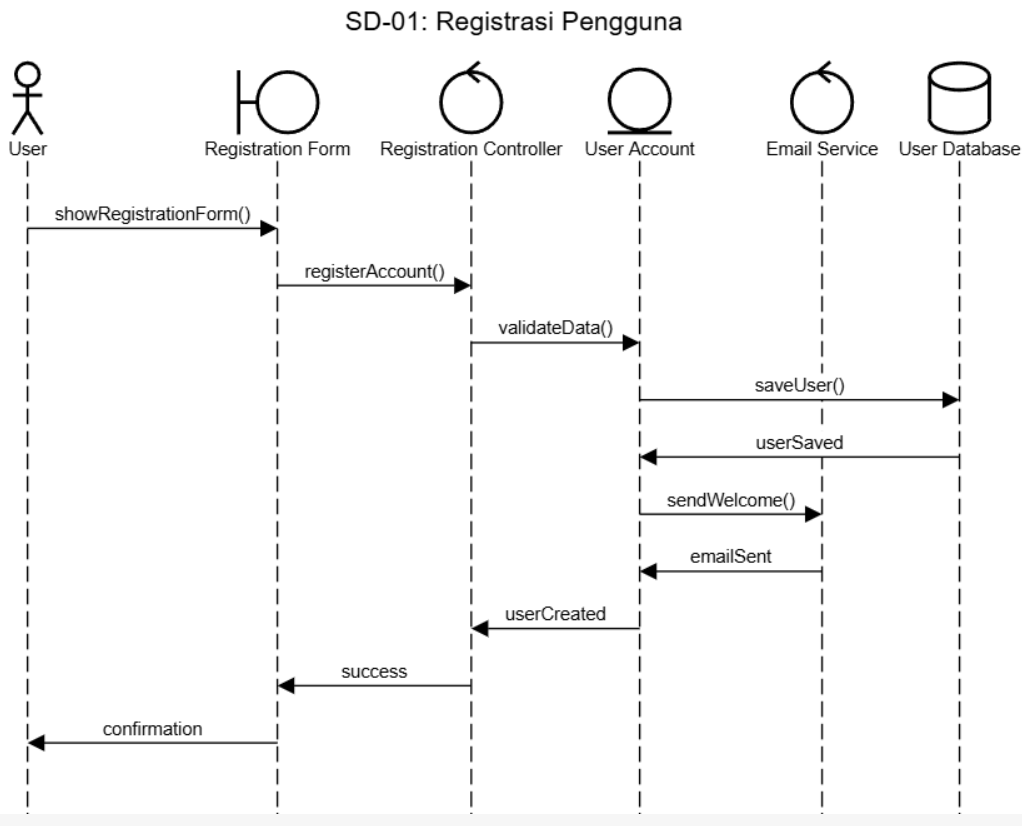 SD-01: Registrasi Pengguna
User
Registration Form
Registration Controller
User Account
Email Service
User Database
showRegistrationForm()
registerAccount()
validateData()
saveUser()
userSaved
sendWelcome()
emailSent
userCreated
success
confirmation